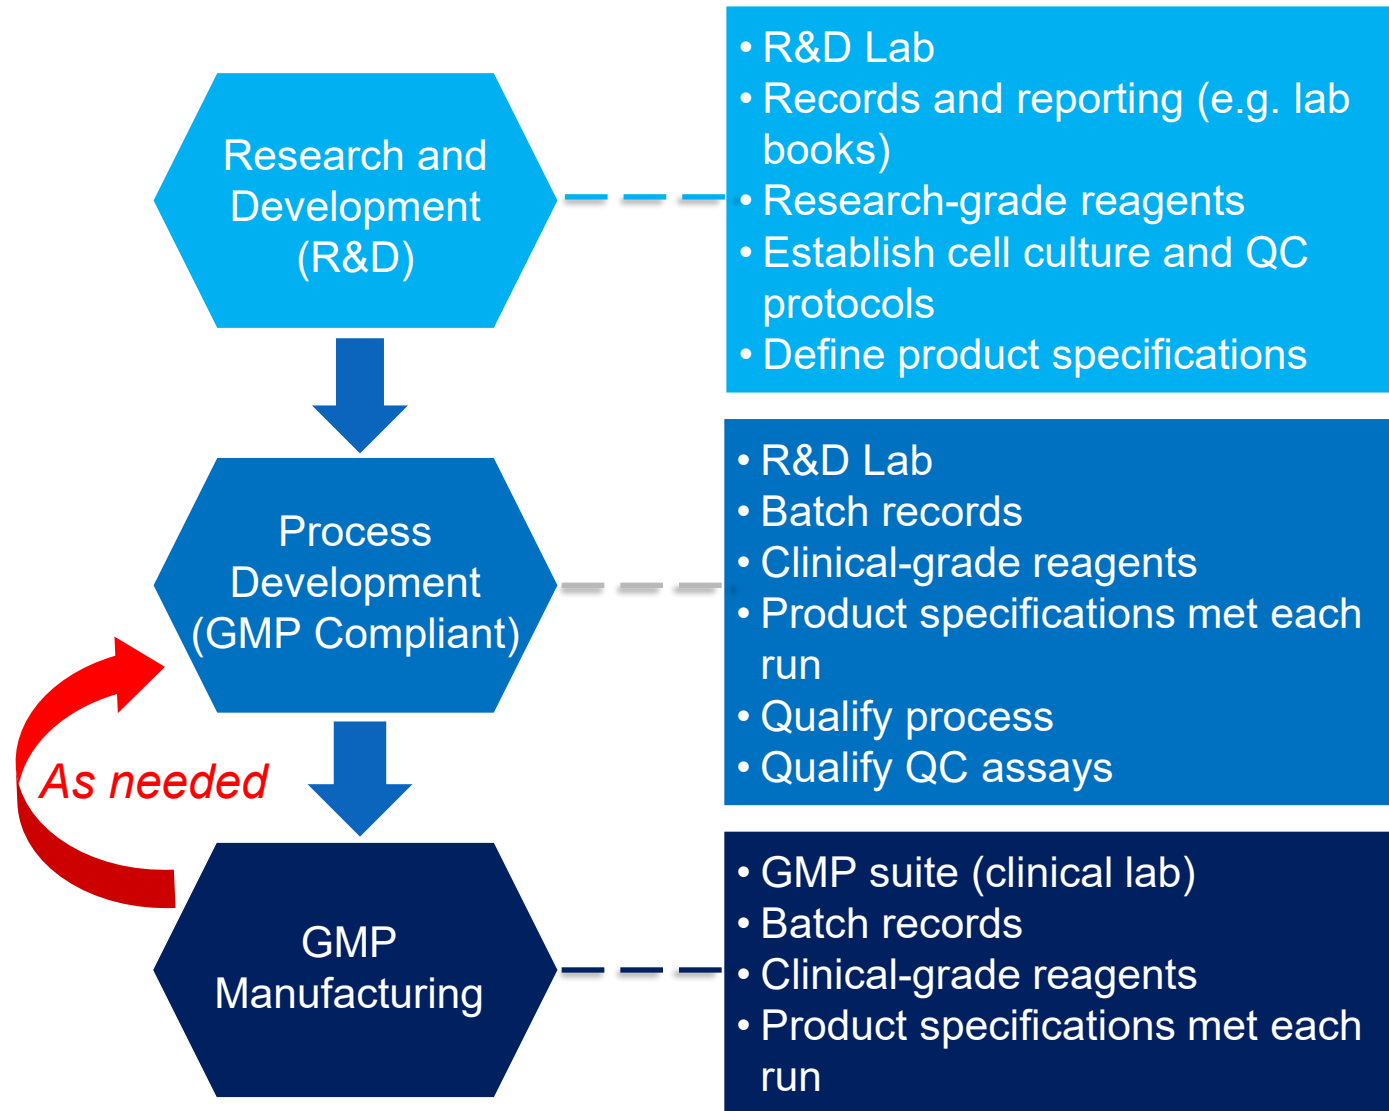 Research and
Development
(R&D)
• R&D Lab
• Records and reporting (e.g. lab
books)
• Research-grade reagents
• Establish cell culture and QC
protocols
• Define product specifications
Process
Development
(GMP Compliant)
• R&D Lab
• Batch records
• Clinical-grade reagents
• Product specifications met each
run
• Qualify process
• Qualify QC assays
As needed
GMP
Manufacturing
• GMP suite (clinical lab)
• Batch records
• Clinical-grade reagents
• Product specifications met each
run